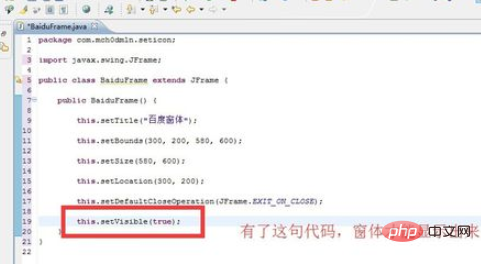 *BaiduFrame.java
1 package com.mch0dm1n.seticon;
2
3 import javax.swing.JFrame;
4
5 public class BaiduFrame extends JFrame {
6
7 public BaiduFrame() {
8
9 this.setTitle("百度窗体");
10
11 this.setBounds(300, 200, 580, 600);
12
13 this.setSize(580, 600);
14
15 this.setLocation(300, 200);
16
17 this.setDefaultCloseOperation(JFrame.EXIT_ON_CLOSE);
18
19 this.setVisible(true);
20 }
21 }
有了这句代码，窗体 来
php 中文网